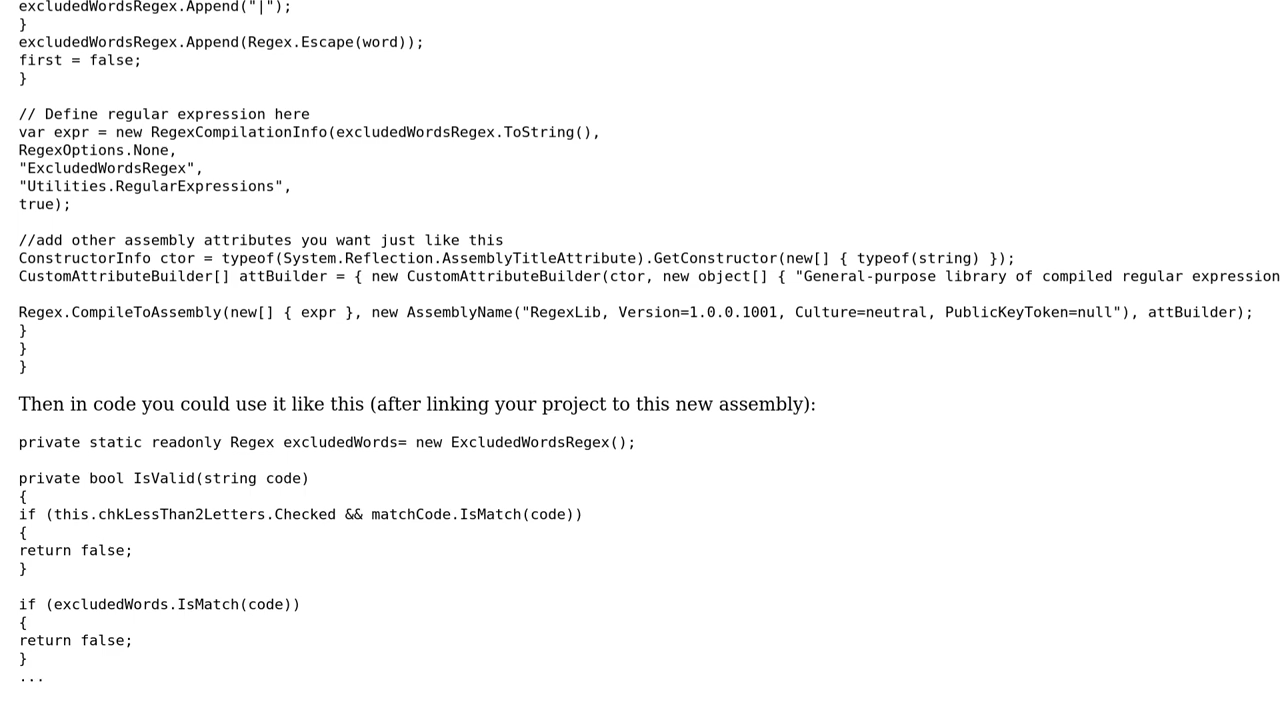 excludedWordsRegex.Append("|");
}
excludedWordsRegex.Append(Regex.Escape(word));
first = false;
}
// Define regular expression here
var expr = new RegexCompilationInfo(excludedWordsRegex.ToString(),
RegexOptions.None,
"ExcludedWordsRegex",
"Utilities.RegularExpressions",
true);
//add other assembly attributes you want just like this
ConstructorInfo ctor = typeof(System.Reflection.AssemblyTitleAttribute).GetConstructor(new[] { typeof(string) });
CustomAttributeBuilder[] attBuilder = { new CustomAttributeBuilder(ctor, new object[] { "General-purpose library of compiled regular expression
Regex.CompileToAssembly(new[] { expr }, new AssemblyName("RegexLib, Version=1.0.0.1001, Culture=neutral, PublicKeyToken=null"), attBuilder);
}
}
}
Then in code you could use it like this (after linking your project to this new assembly):
private static readonly Regex excludedWords= new ExcludedWordsRegex();
private bool IsValid(string code)
{
if (this.chkLessThan2Letters.Checked && matchCode.IsMatch(code))
{
return false;
}
if (excludedWords.IsMatch(code))
{
return false;
}
...